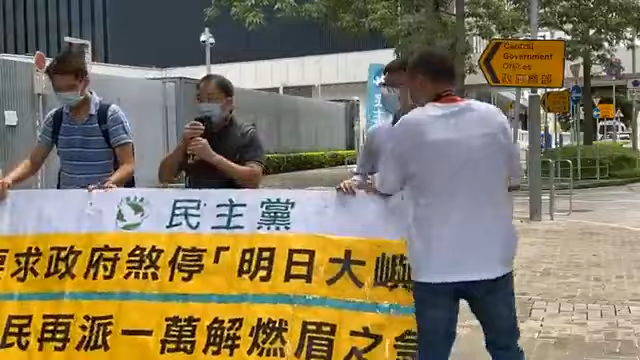 Central
Government
Offices
政府總部
民主黨
要求政府煞停「明日大嶼
民再派一萬解燃眉之急